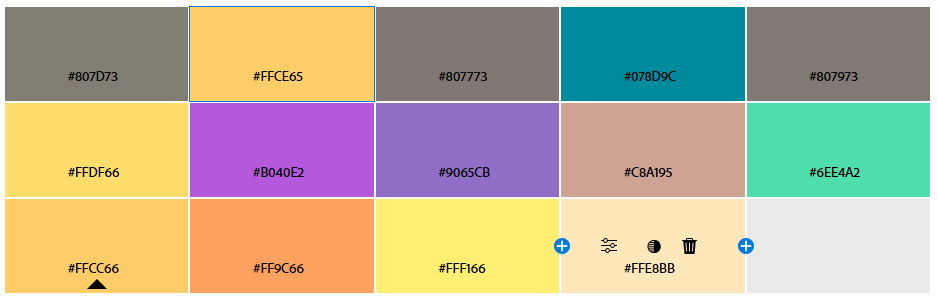 #807D73
#FFCE65
#807773
#078D9C
#807973
#FFDF66
#B040E2
#9065CB
#C8A195
#6EE4A2
#FFCC66
#FF9C66
#FFF166
#FFE8BB